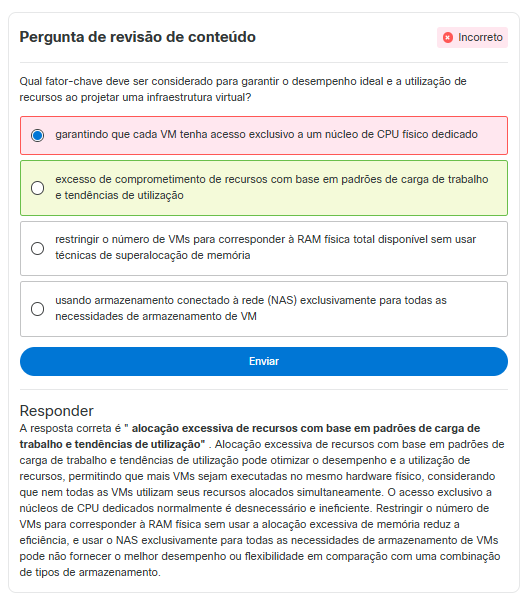 Pergunta de revisão de conteúdo
Incorreto
Qual fator-chave deve ser considerado para garantir o desempenho ideal e a utilização de
recursos ao projetar uma infraestrutura virtual?
garantindo que cada VM tenha acesso exclusivo a um núcleo de CPU físico dedicado
excesso de comprometimento de recursos com base em padrões de carga de trabalho
e tendências de utilização
restringir o número de VMs para corresponder à RAM física total disponível sem usar
técnicas de superalocação de memória
usando armazenamento conectado à rede (NAS) exclusivamente para todas as
necessidades de armazenamento de VM
Enviar
Responder
A resposta correta é " alocação excessiva de recursos com base em padrões de carga de
trabalho e tendências de utilização" . Alocação excessiva de recursos com base em padrões de
carga de trabalho e tendências de utilização pode otimizar o desempenho e a utilização de
recursos, permitindo que mais VMs sejam executadas no mesmo hardware físico, considerando
que nem todas as VMs utilizam seus recursos alocados simultaneamente. O acesso exclusivo a
núcleos de CPU dedicados normalmente é desnecessário e ineficiente. Restringir o número de
VMs para corresponder à RAM física sem usar a alocação excessiva de memória reduz a
eficiência, e usar o NAS exclusivamente para todas as necessidades de armazenamento de VMs
pode não fornecer o melhor desempenho ou flexibilidade em comparação com uma combinação
de tipos de armazenamento.